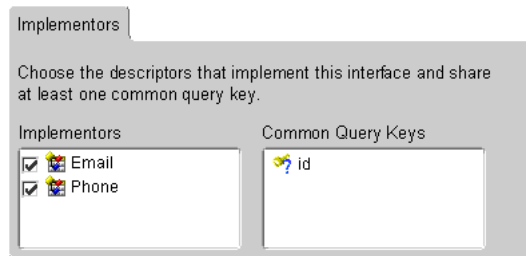 Implementors
Choose the descriptors that implement this interface and share
at least one common query key.
Implementors
Common Query Keys
Email
Phone
id